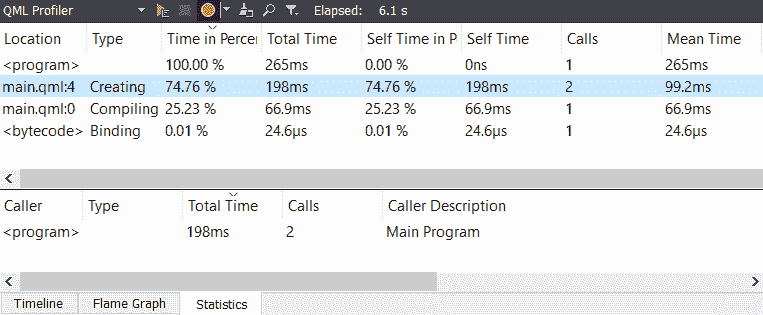 QML Profiler Elapsed: 6.1 s
Location Type Time in Percen Total Time Self Time in P Self Time Calls Mean Time
<program> 100.00 % 265ms 0.00 % 0ns 1 265ms
main.qml:4 Creating 74.76 % 198ms 74.76 % 198ms 2 99.2ms
main.qml:0 Compiling 25.23 % 66.9ms 25.23 % 66.9ms 1 66.9ms
<bytecode> Binding 0.01 % 24.6µs 0.01 % 24.6µs 1 24.6µs
Caller Type Total Time Calls Caller Description
<program> 198ms 2 Main Program
Timeline Flame Graph Statistics